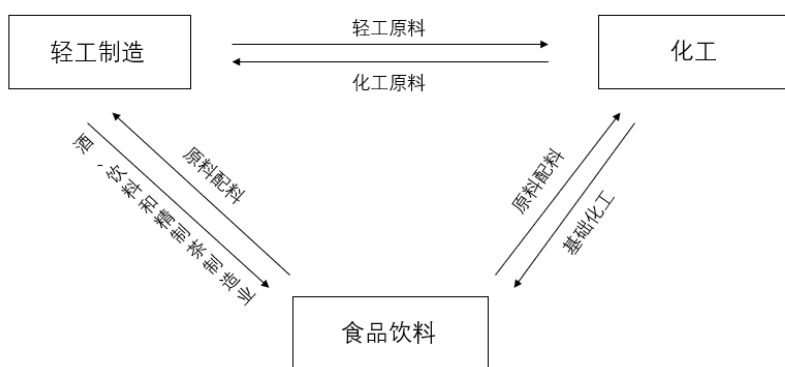 轻工制造
轻工原料
化工
化工原料
酒、饮料和精制茶制造业
原料配料
原料配料
基础化工
食品饮料